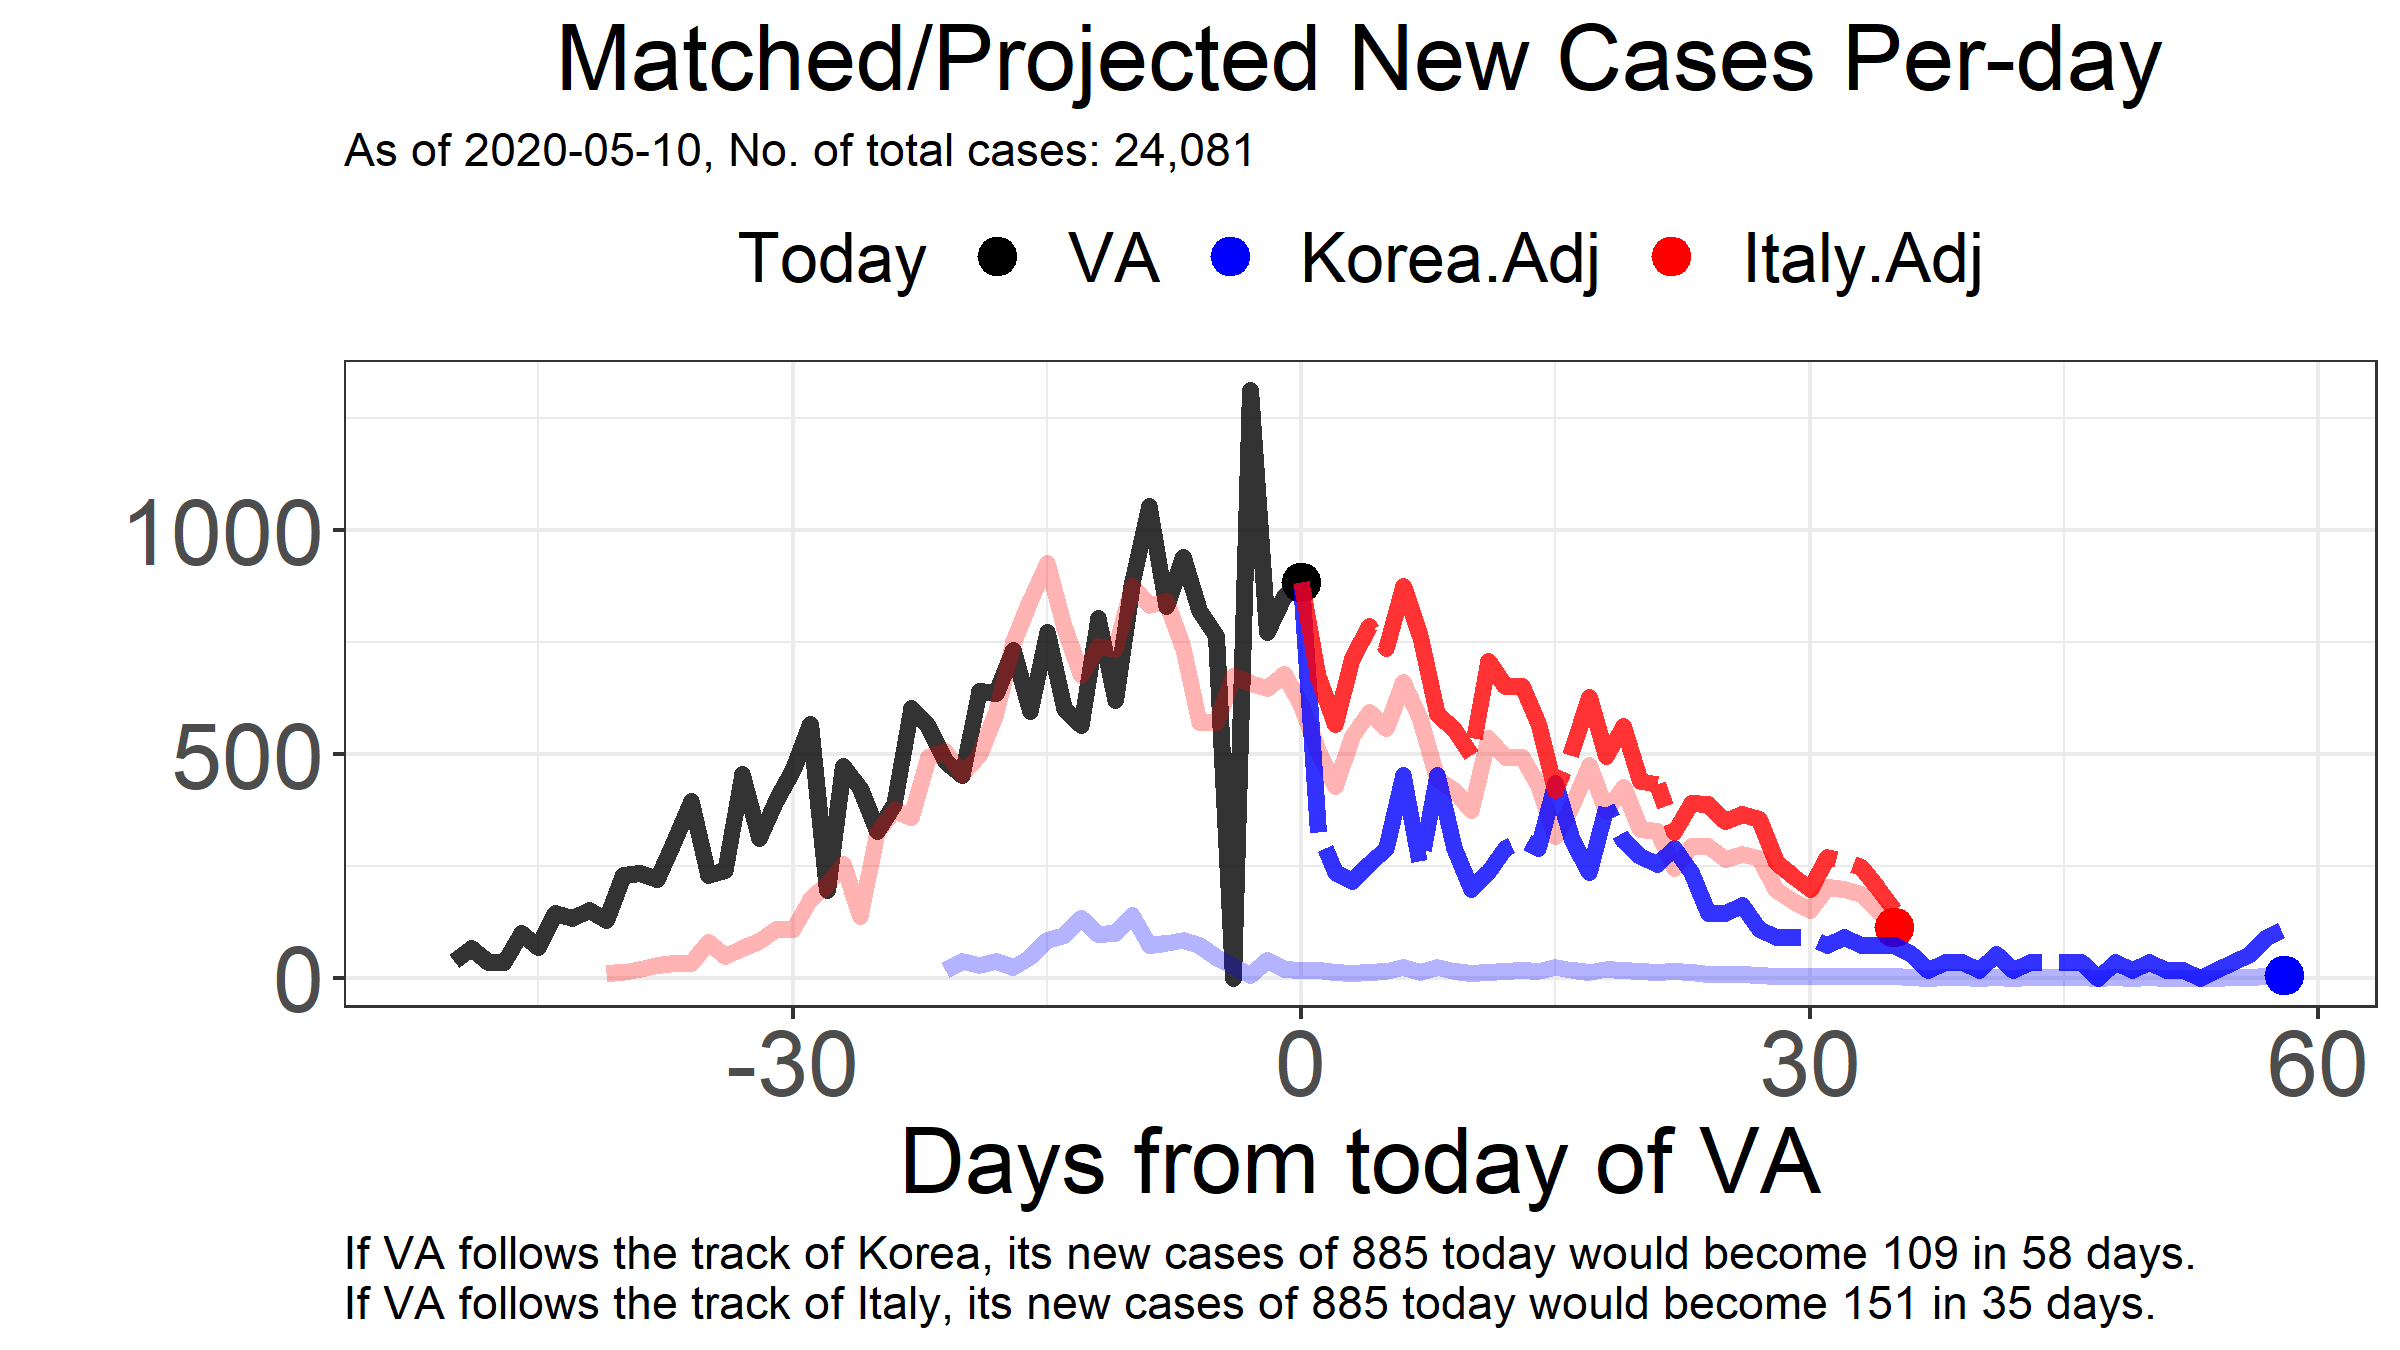 Matched/Projected New Cases Per-day
As of 2020-05-10, No. of total cases: 24,081
Today VA Korea.Adj Italy.Adj
1000
500
0
-30 0 30 60
Days from today of VA
If VA follows the track of Korea, its new cases of 885 today would become 109 in 58 days.
If VA follows the track of Italy, its new cases of 885 today would become 151 in 35 days.